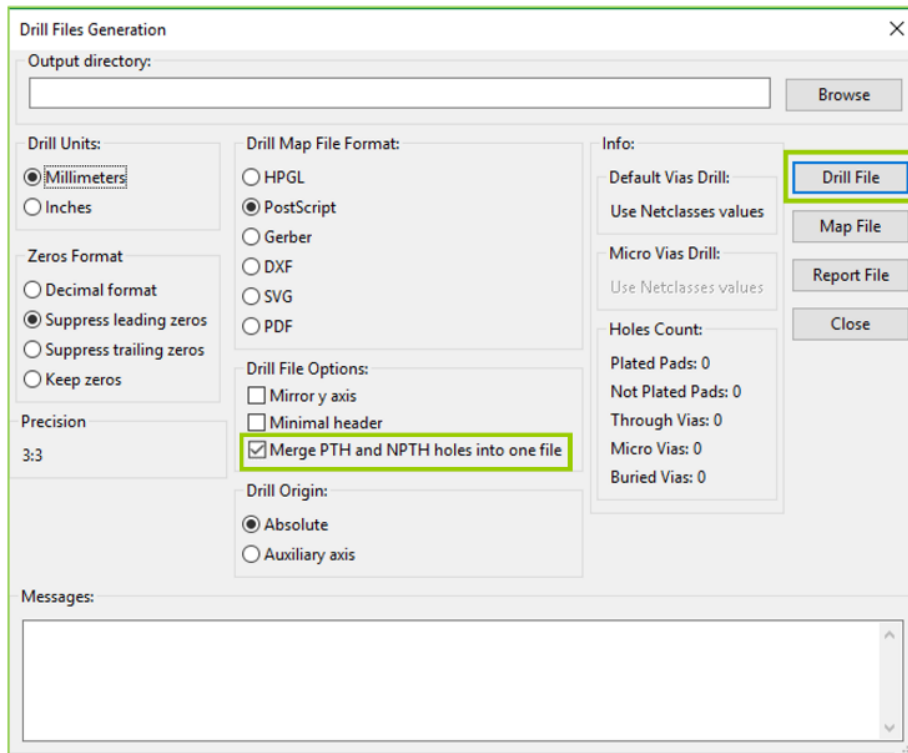 Drill Files Generation
Output directory:
Browse
Drill Units:
Millimeters
Inches
Zeros Format
Decimal format
Suppress leading zeros
Suppress trailing zeros
Keep zeros
Precision
3:3
Drill Map File Format:
HPGL
PostScript
Gerber
DXF
SVG
PDF
Drill File Options:
Mirror y axis
Minimal header
Merge PTH and NPTH holes into one file
Drill Origin:
Absolute
Auxiliary axis
Info:
Default Vias Drill:
Use Netclasses values
Micro Vias Drill:
Use Netclasses values
Holes Count:
Plated Pads: 0
Not Plated Pads: 0
Through Vias: 0
Micro Vias: 0
Buried Vias: 0
Drill File
Map File
Report File
Close
Messages: